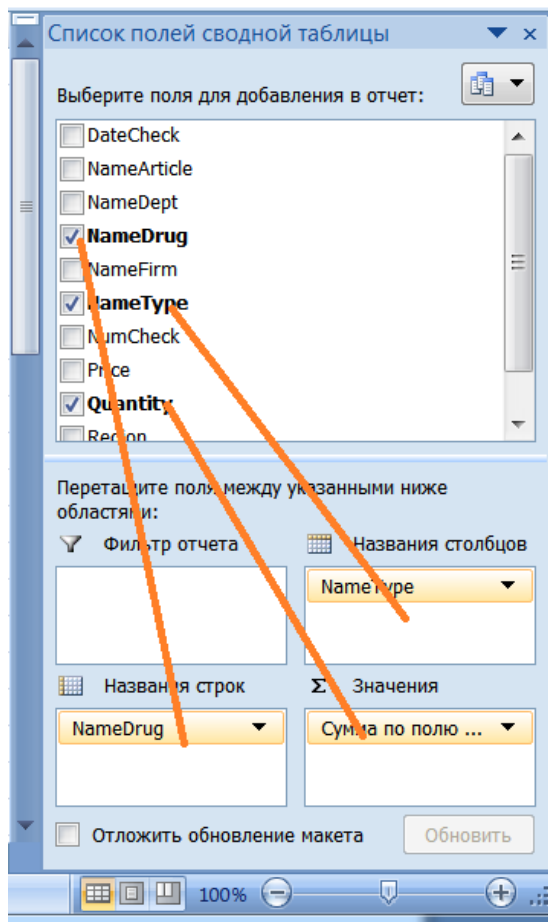 Список полей сводной таблицы
Выберите поля для добавления в отчет:
DateCheck
NameArticle
NameDept
NameDrug
NameFirm
NameType
NumCheck
Price
Quantity
Region
Перетащите поля между указанными ниже
областями:
Фильтр отчета
Названия столбцов
NameType
Названия строк
Σ Значения
NameDrug
Сумма по полю ...
Отложить обновление макета
Обновить
100%